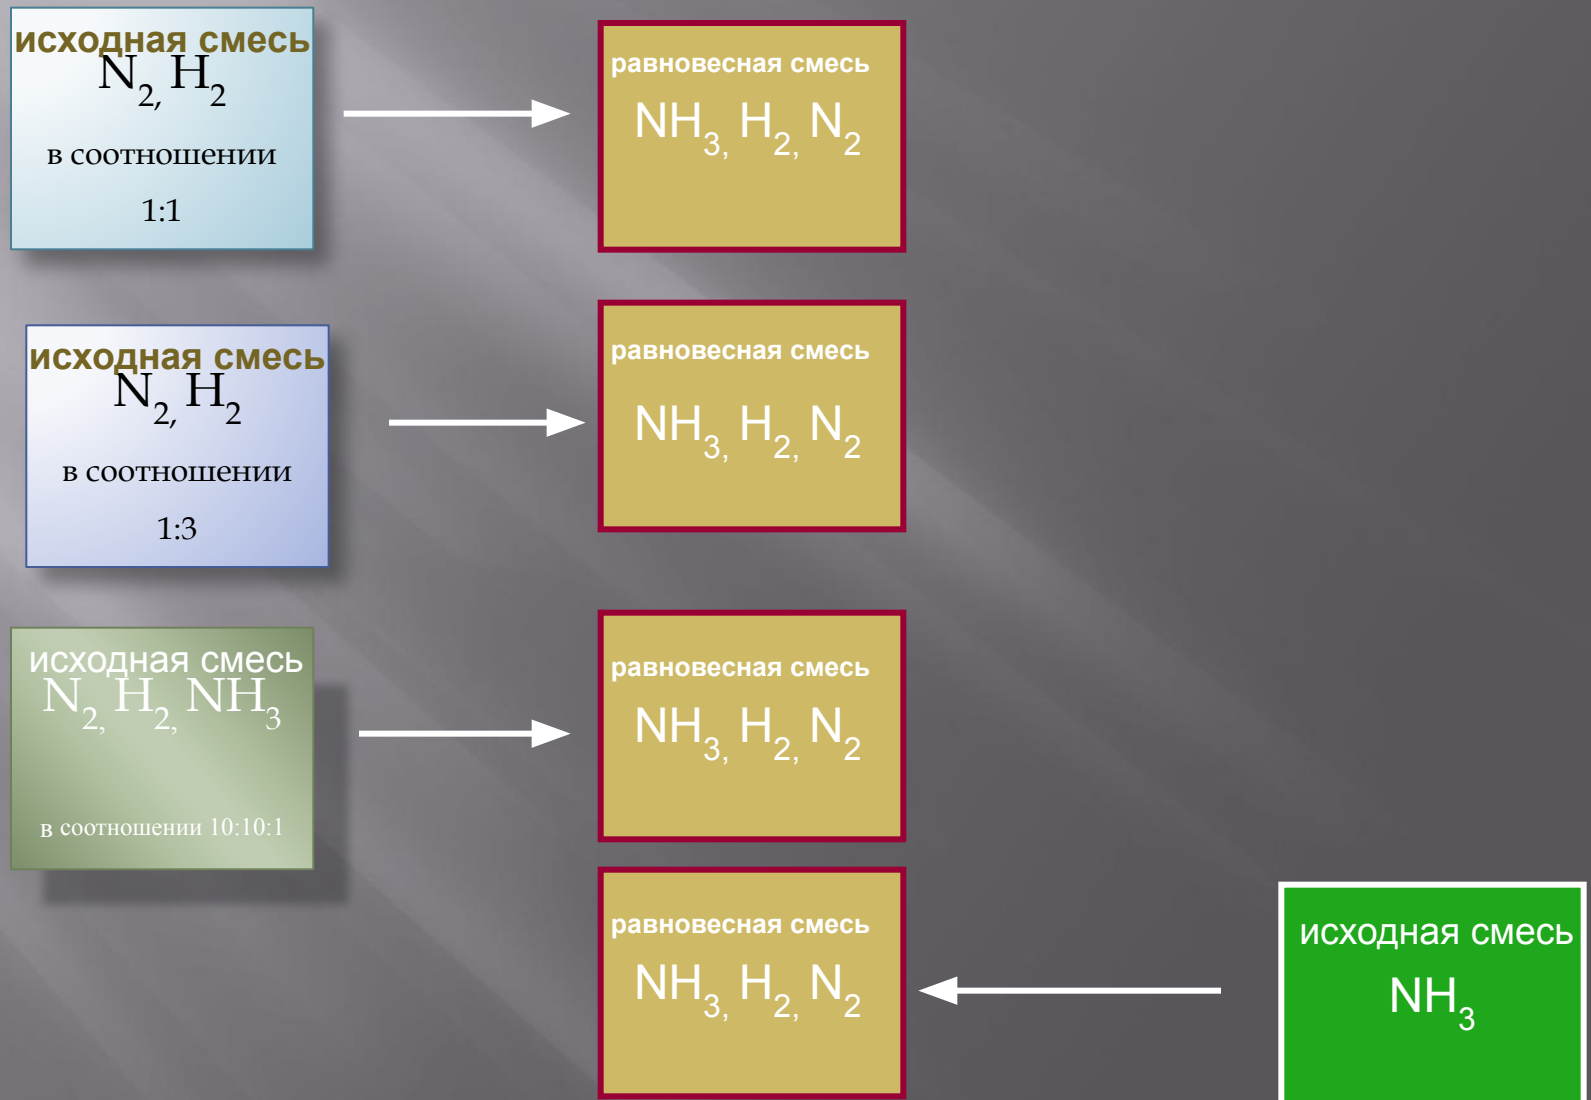 исходная смесь
N₂, H₂
в соотношении
1:1
равновесная смесь
NH₃, H₂, N₂
исходная смесь
N₂, H₂
в соотношении
1:3
равновесная смесь
NH₃, H₂, N₂
исходная смесь
N₂, H₂, NH₃
в соотношении 10:10:1
равновесная смесь
NH₃, H₂, N₂
равновесная смесь
NH₃, H₂, N₂
исходная смесь
NH₃